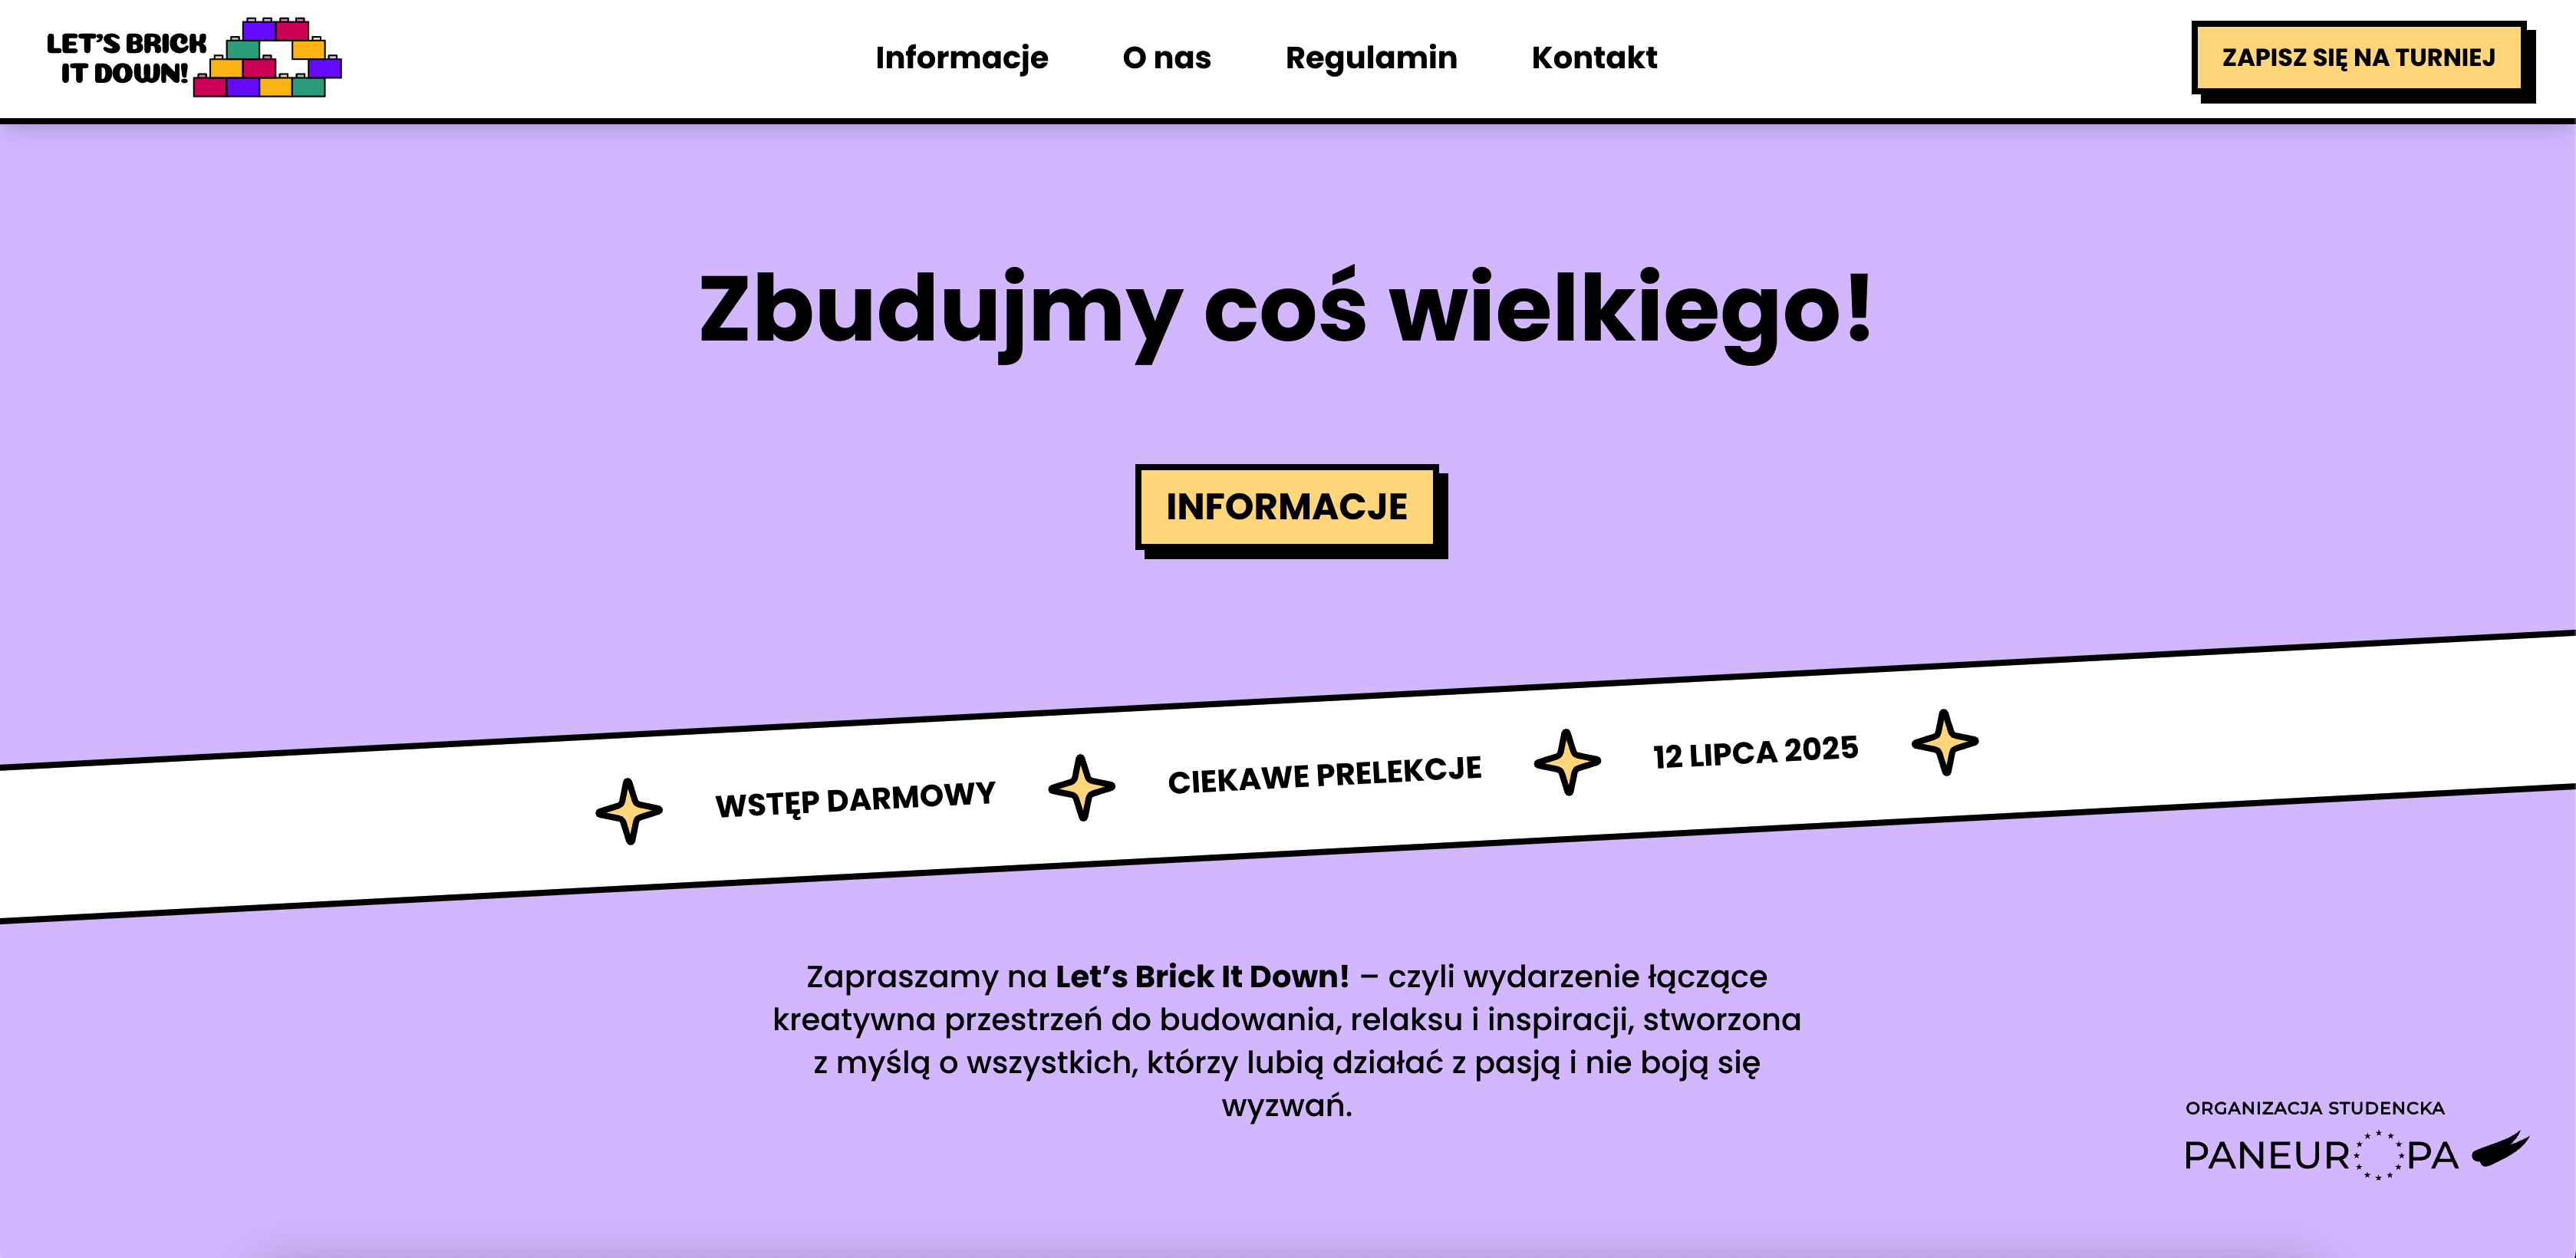 LET'S BRICK
IT DOWN!
Informacje
O nas
Regulamin
Kontakt
ZAPISZ SIĘ NA TURNIEJ
Zbudujmy coś wielkiego!
INFORMACJE
WSTĘP DARMOWY
CIEKAWE PRELEKCJE
12 LIPCA 2025
Zapraszamy na Let’s Brick It Down! – czyli wydarzenie łączące
kreatywna przestrzeń do budowania, relaksu i inspiracji, stworzona
z myślą o wszystkich, którzy lubią działać z pasją i nie boją się
wyzwań.
ORGANIZACJA STUDENCKA
PANEUROPA